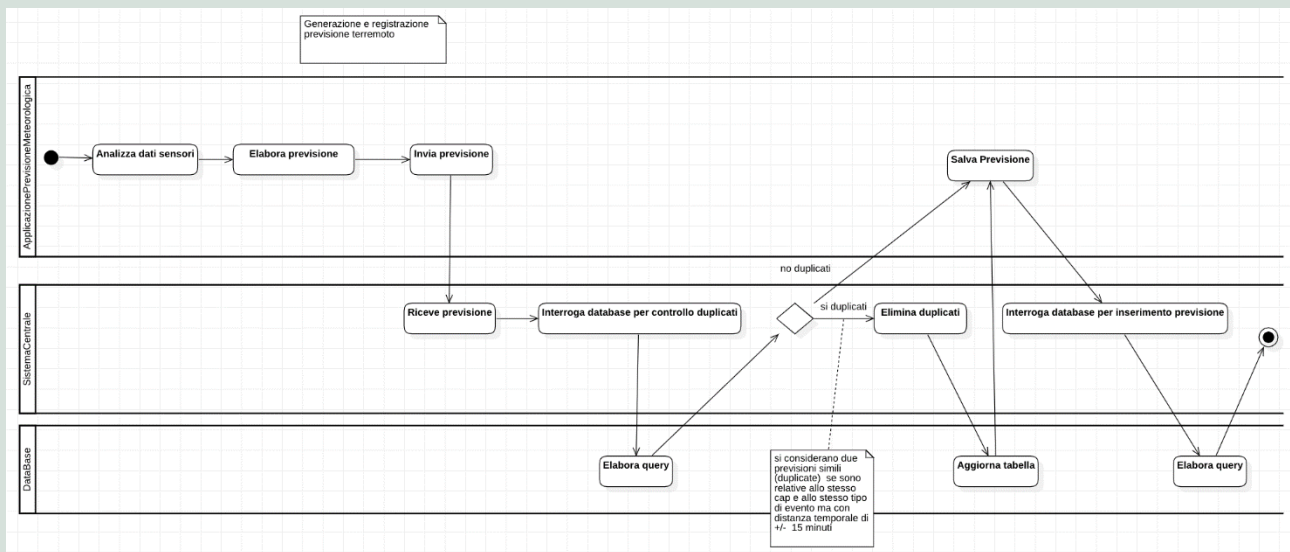 Generazione e registrazione
previsione terremoto
ApplicazionePrevisioneMeteorologica
Analizza dati sensori
Elabora previsione
Invia previsione
Salva Previsione
no duplicati
si duplicati
SistemaCentrale
Riceve previsione
Interroga database per controllo duplicati
Elimina duplicati
Interroga database per inserimento previsione
DataBase
Elabora query
si considerano due
previsioni simili
(duplicate) se sono
relative allo stesso
cap e allo stesso tipo
di evento ma con
distanza temporale di
+/- 15 minuti
Aggiorna tabella
Elabora query